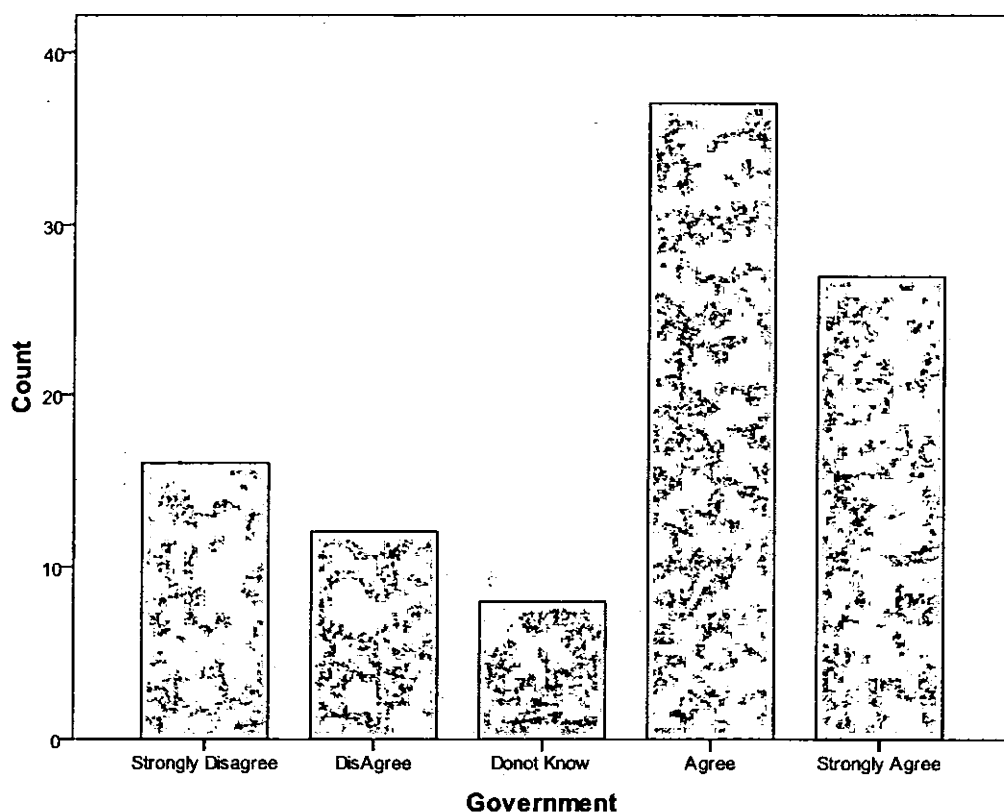 40
30
20
10
0
Count
Strongly Disagree
DisAgree
Donot Know
Agree
Strongly Agree
Government